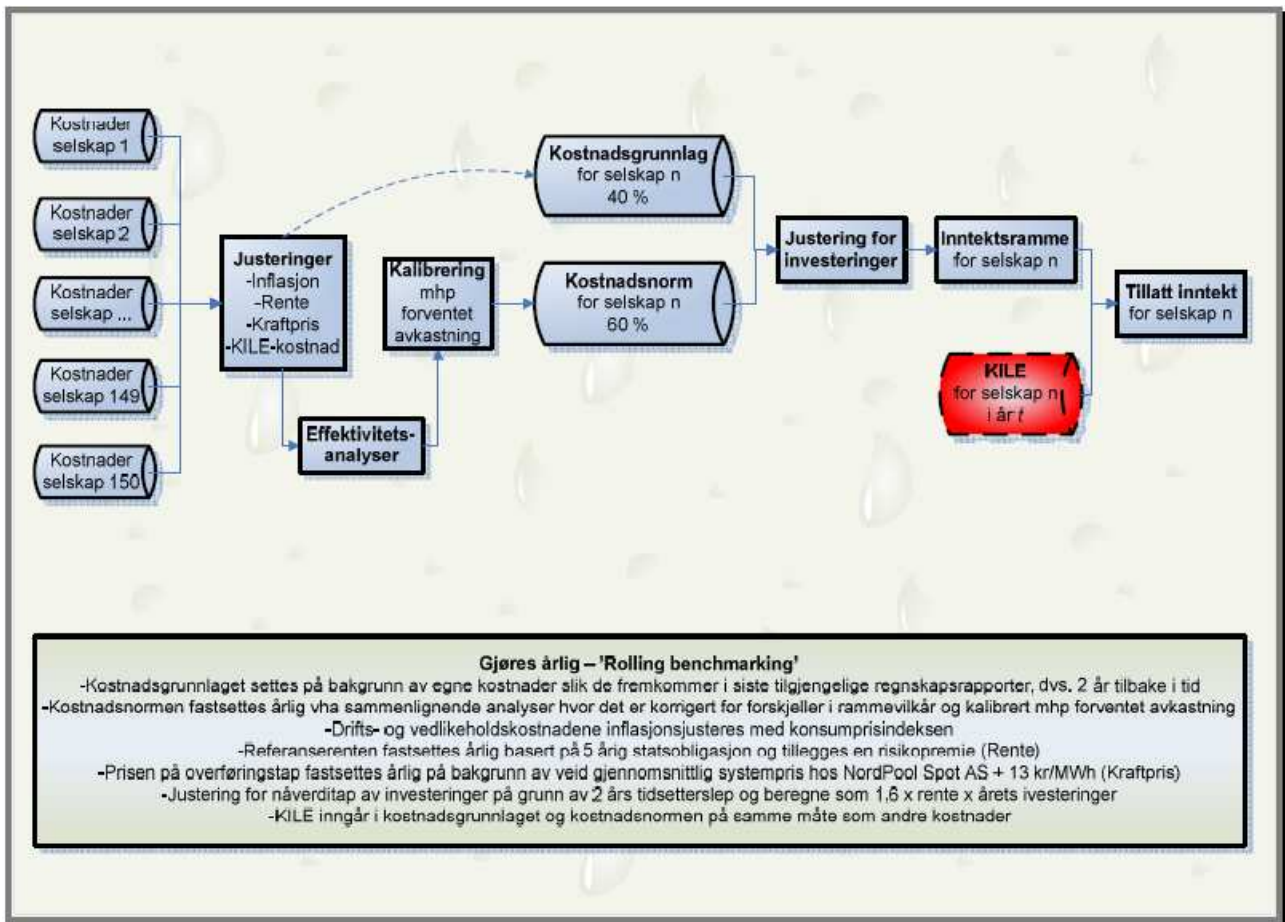 Kostnader
selskap 1
Kostnader
selskap 2
Kostnader
selskap ...
Kostnader
selskap 149
Kostnader
selskap 150
Justeringer
-Inflasjon
-Rente
-Kraftpris
-KILE-kostnad
Effektivitets-
analyser
Kalibrering
mhp
forventet
avkastning
Kostnadsgrunnlag
for selskap n
40 %
Kostnadsnorm
for selskap n
60 %
Justering for
investeringer
Inntektsramme
for selskap n
KILE
for selskap n
i år t
Tillatt inntekt
for selskap n
Gjøres årlig – 'Rolling benchmarking'
-Kostnadsgrunnlaget settes på bakgrunn av egne kostnader slik de fremkommer i siste tilgjengelige regnskapsrapporter, dvs. 2 år tilbake i tid
-Kostnadsnormen fastsettes årlig vha sammenlignende analyser hvor det er korrigert for forskjeller i rammevilkår og kalibrert mhp forventet avkastning
-Drifts- og vedlikeholdskostnadene inflasjonsjusteres med konsumprisindeksen
-Referanserenten fastsettes årlig basert på 5 årig statsobligasjon og tillegges en risikopremie (Rente)
-Prisen på overføringstap fastsettes årlig på bakgrunn av veid gjennomsnittlig systempris hos NordPool Spot AS + 13 kr/MWh (Kraftpris)
-Justering for nåverditap av investeringer på grunn av 2 års tidsetterslep og beregne som 1,6 x rente x årets ivesteringer
-KILE inngår i kostnadsgrunnlaget og kostnadsnormen på samme måte som andre kostnader